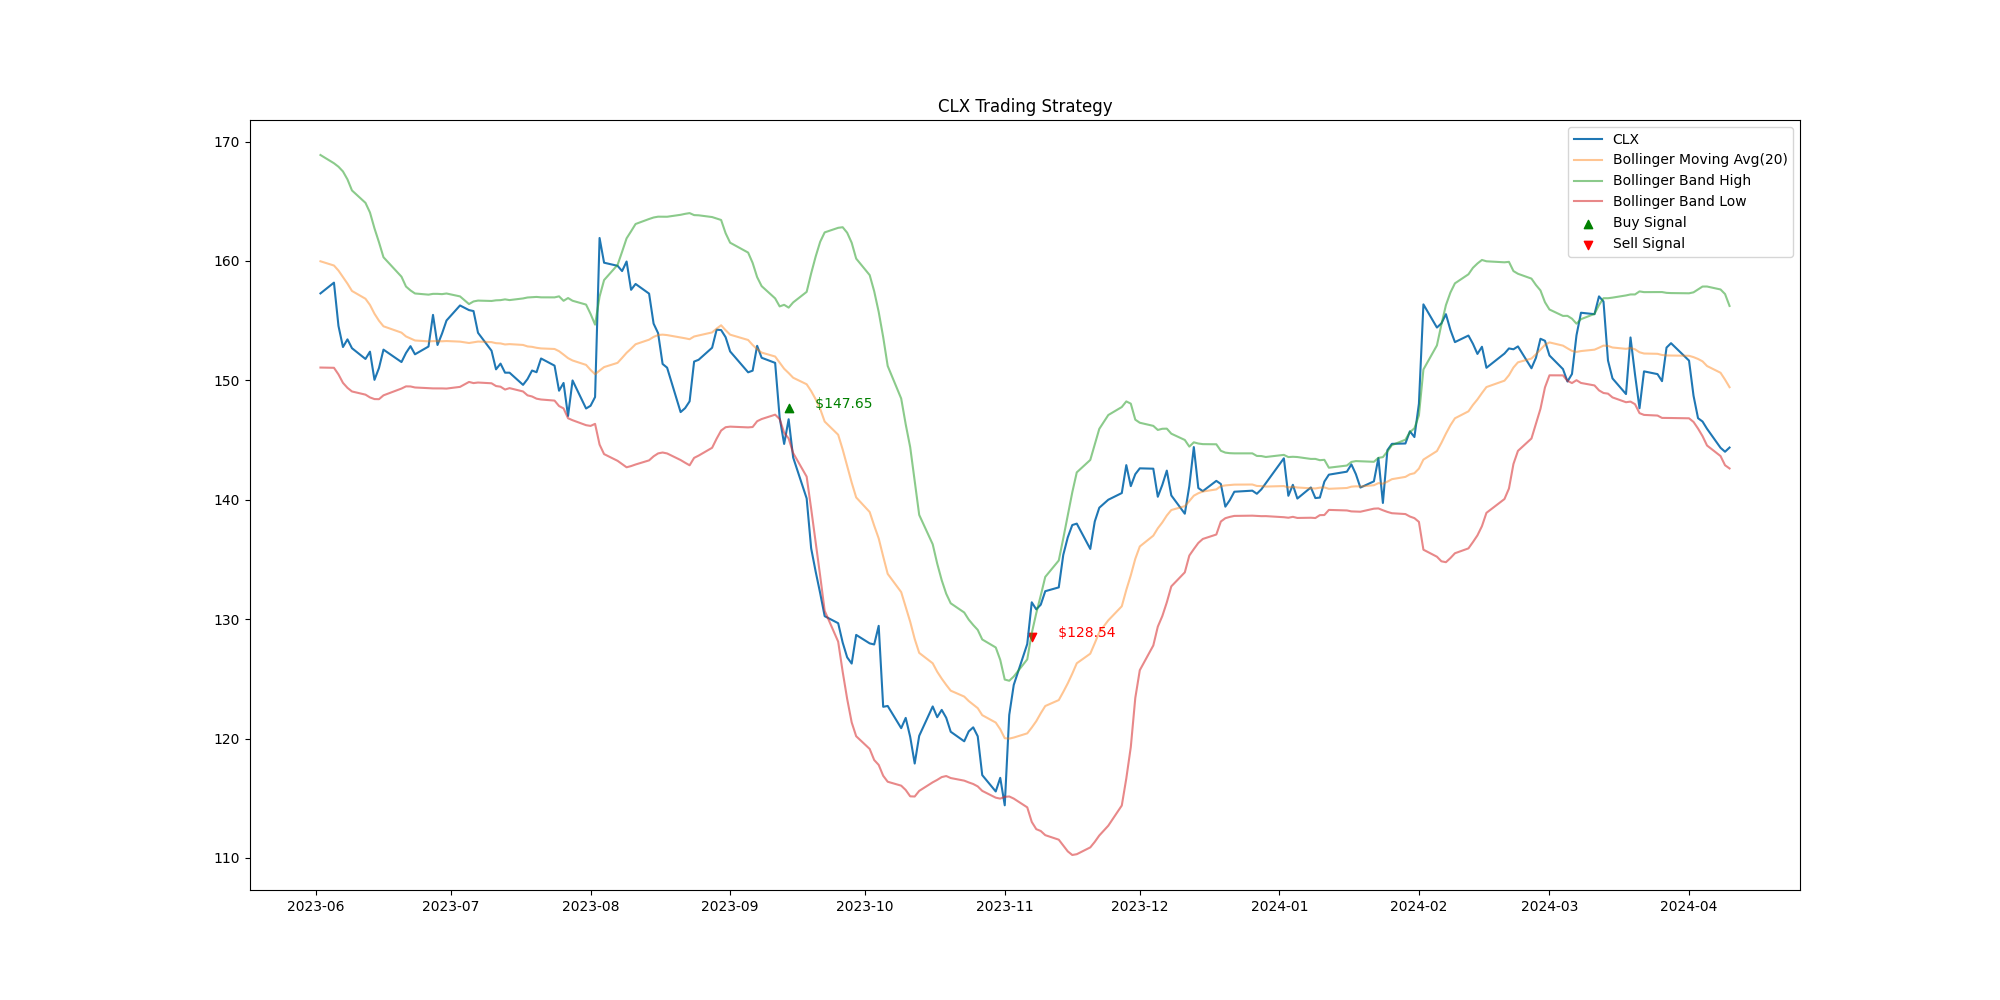 CLX Trading Strategy
170
160
150
140
130
120
110
CLX
Bollinger Moving Avg(20)
Bollinger Band High
Bollinger Band Low
Buy Signal
Sell Signal
$147.65
$128.54
2023-06
2023-07
2023-08
2023-09
2023-10
2023-11
2023-12
2024-01
2024-02
2024-03
2024-04